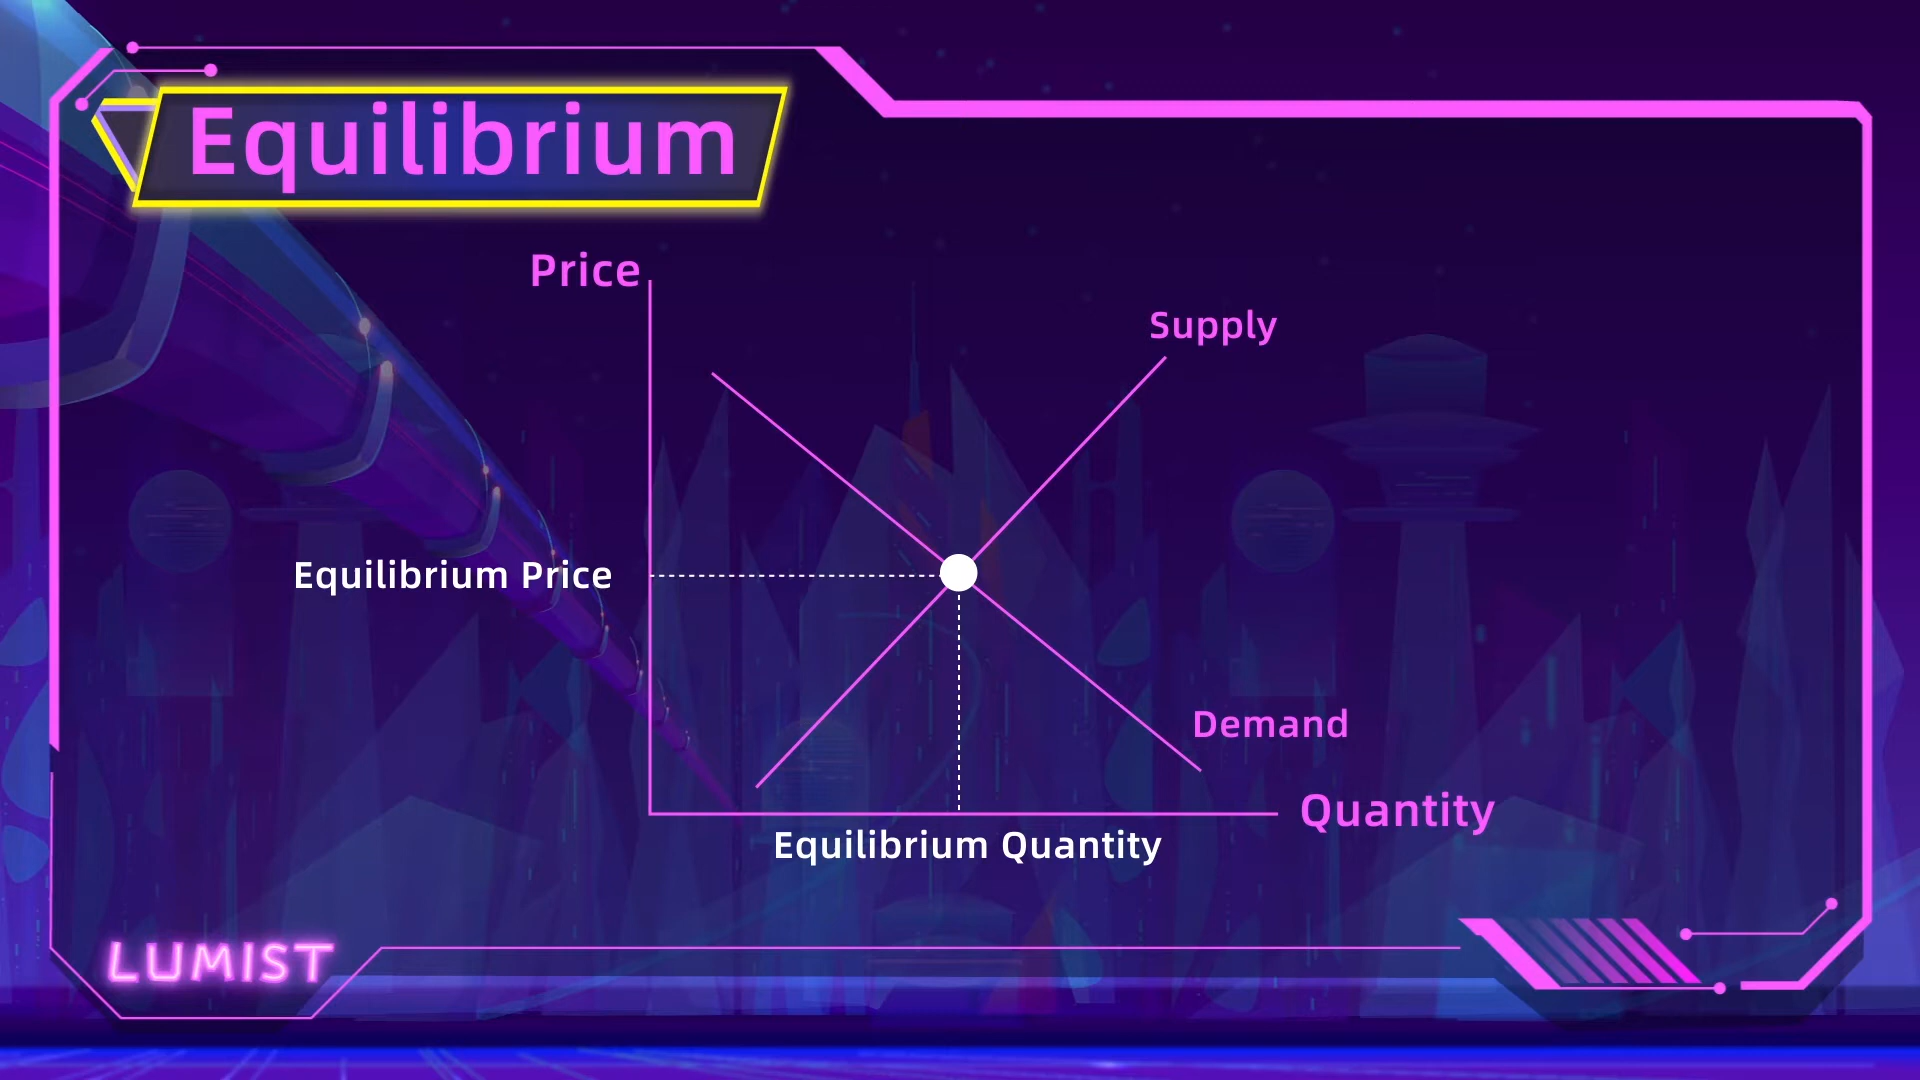 Equilibrium
Price
Supply
Equilibrium Price
Demand
Quantity
Equilibrium Quantity
LUMIST